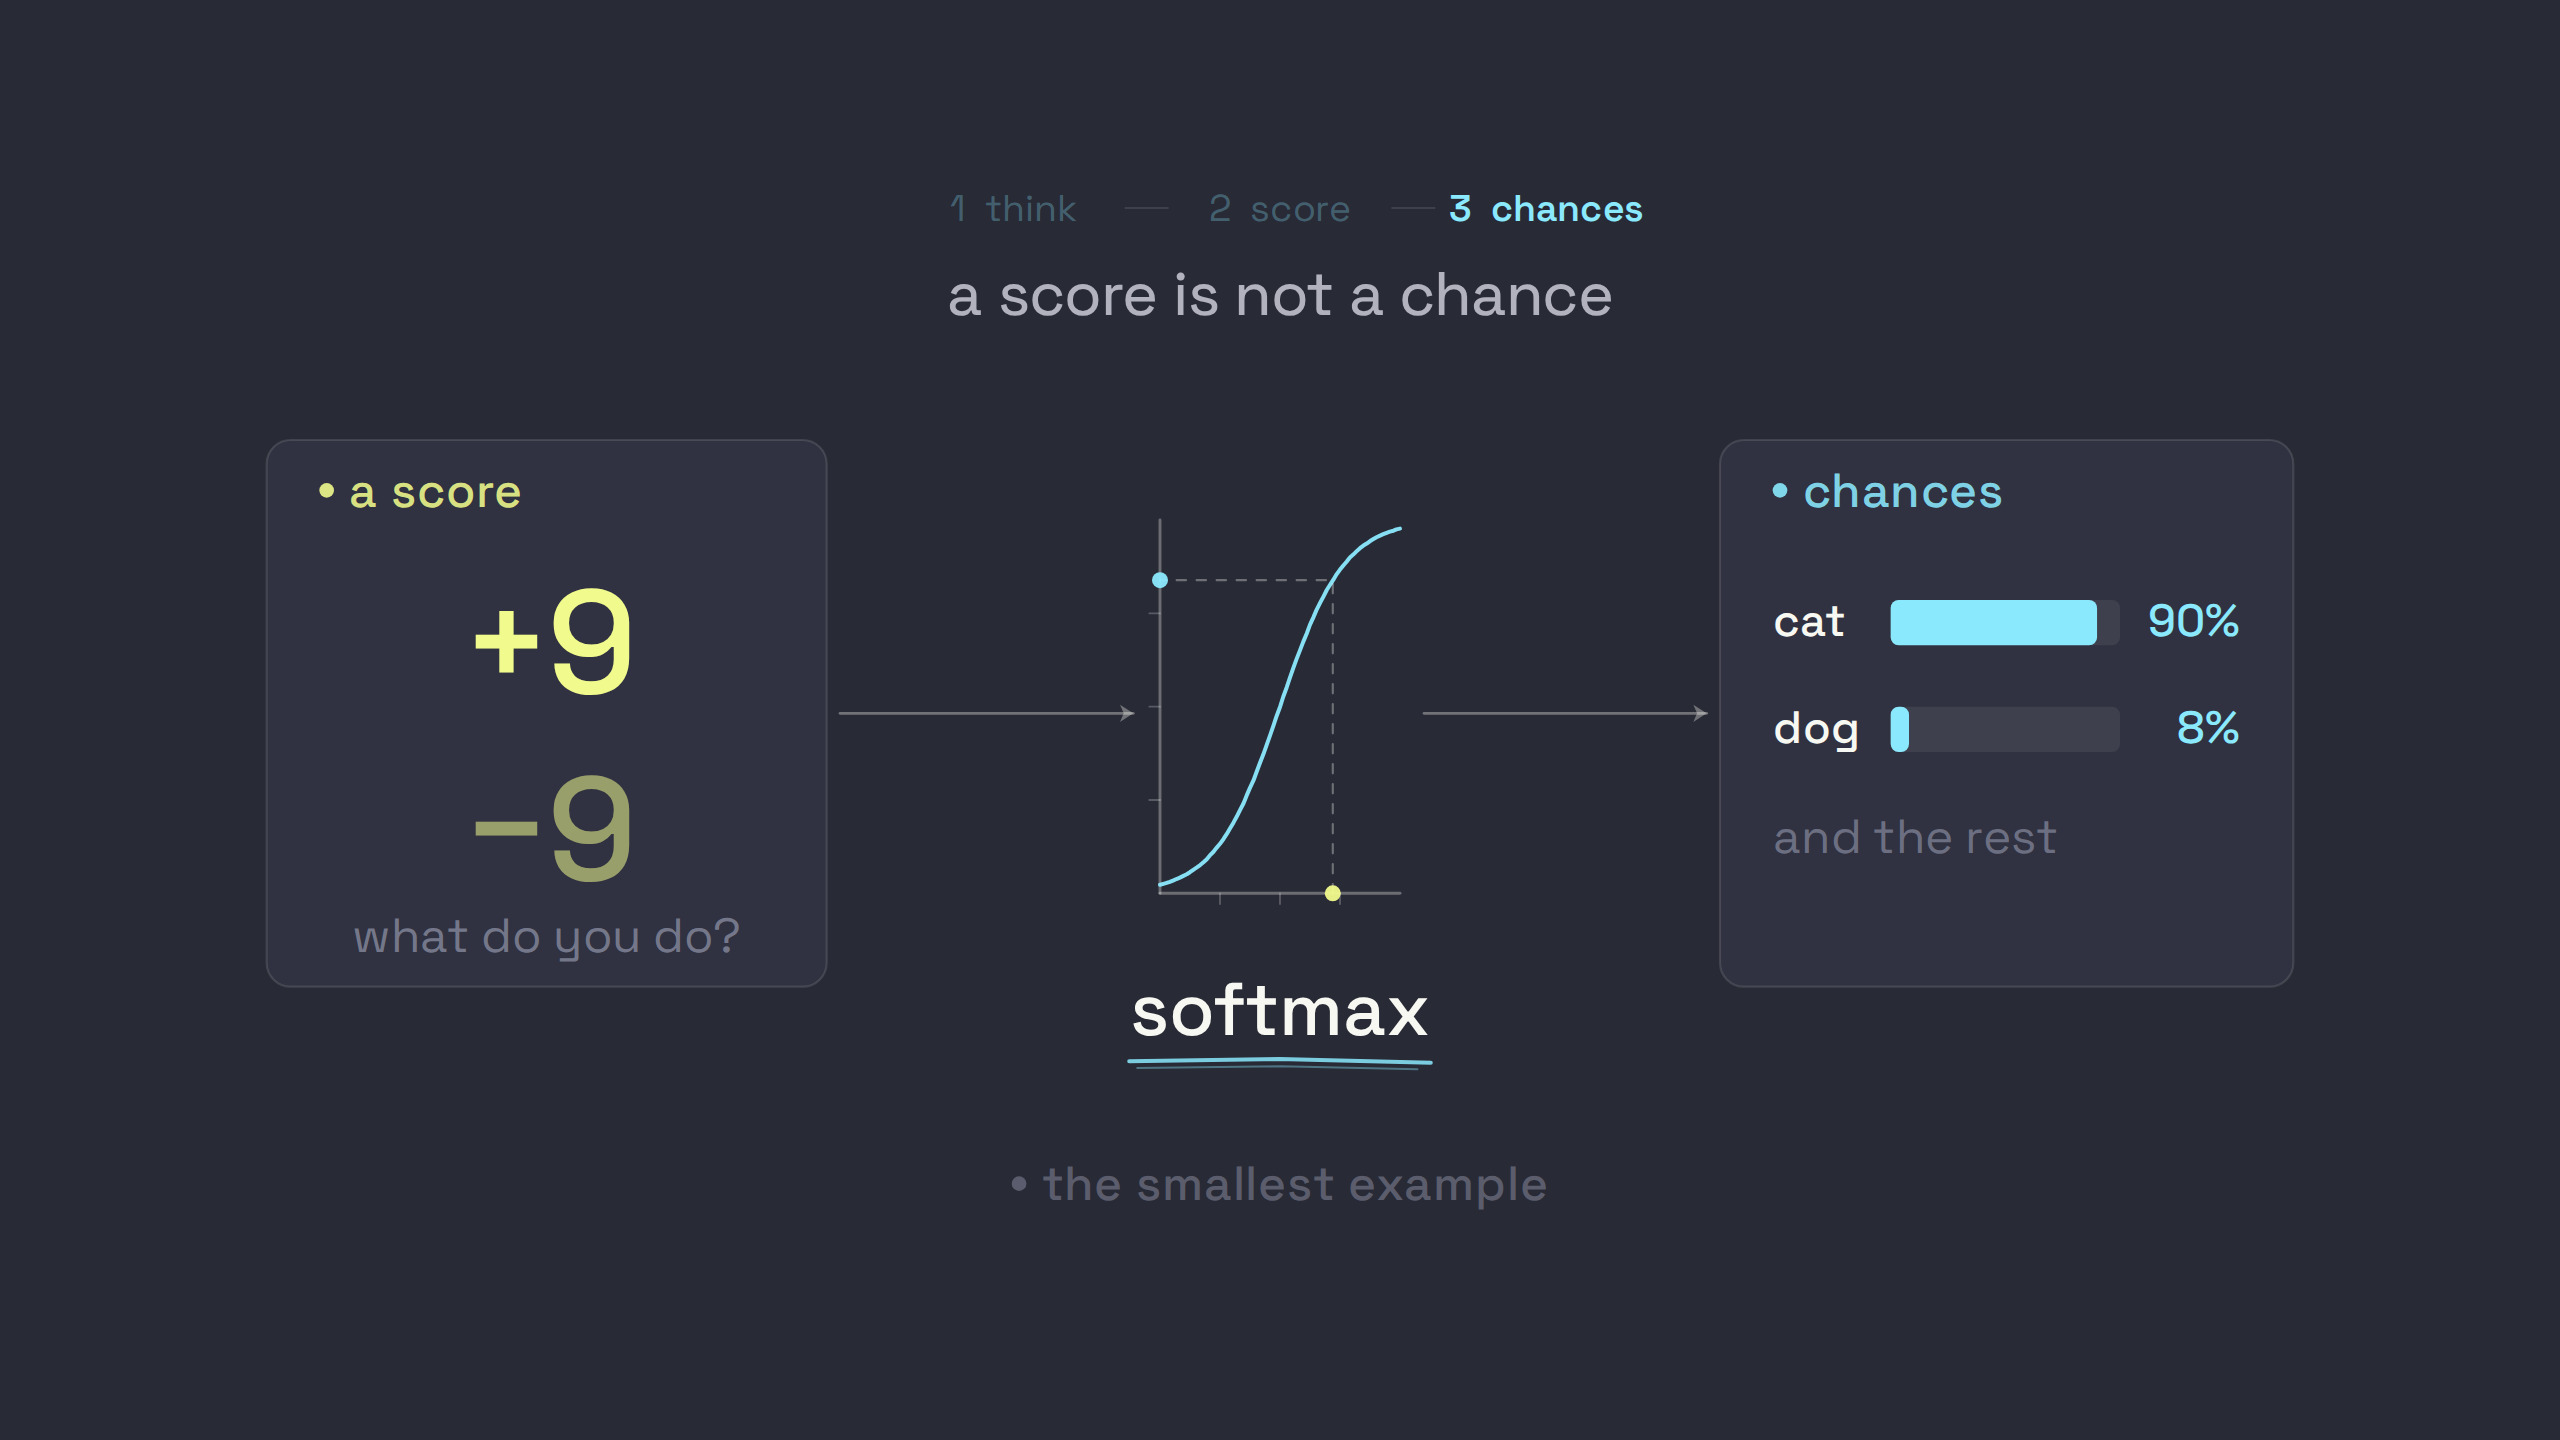 1 think — 2 score — 3 chances
a score is not a chance
• a score
+9
−9
what do you do?
softmax
• chances
cat 90%
dog 8%
and the rest
• the smallest example